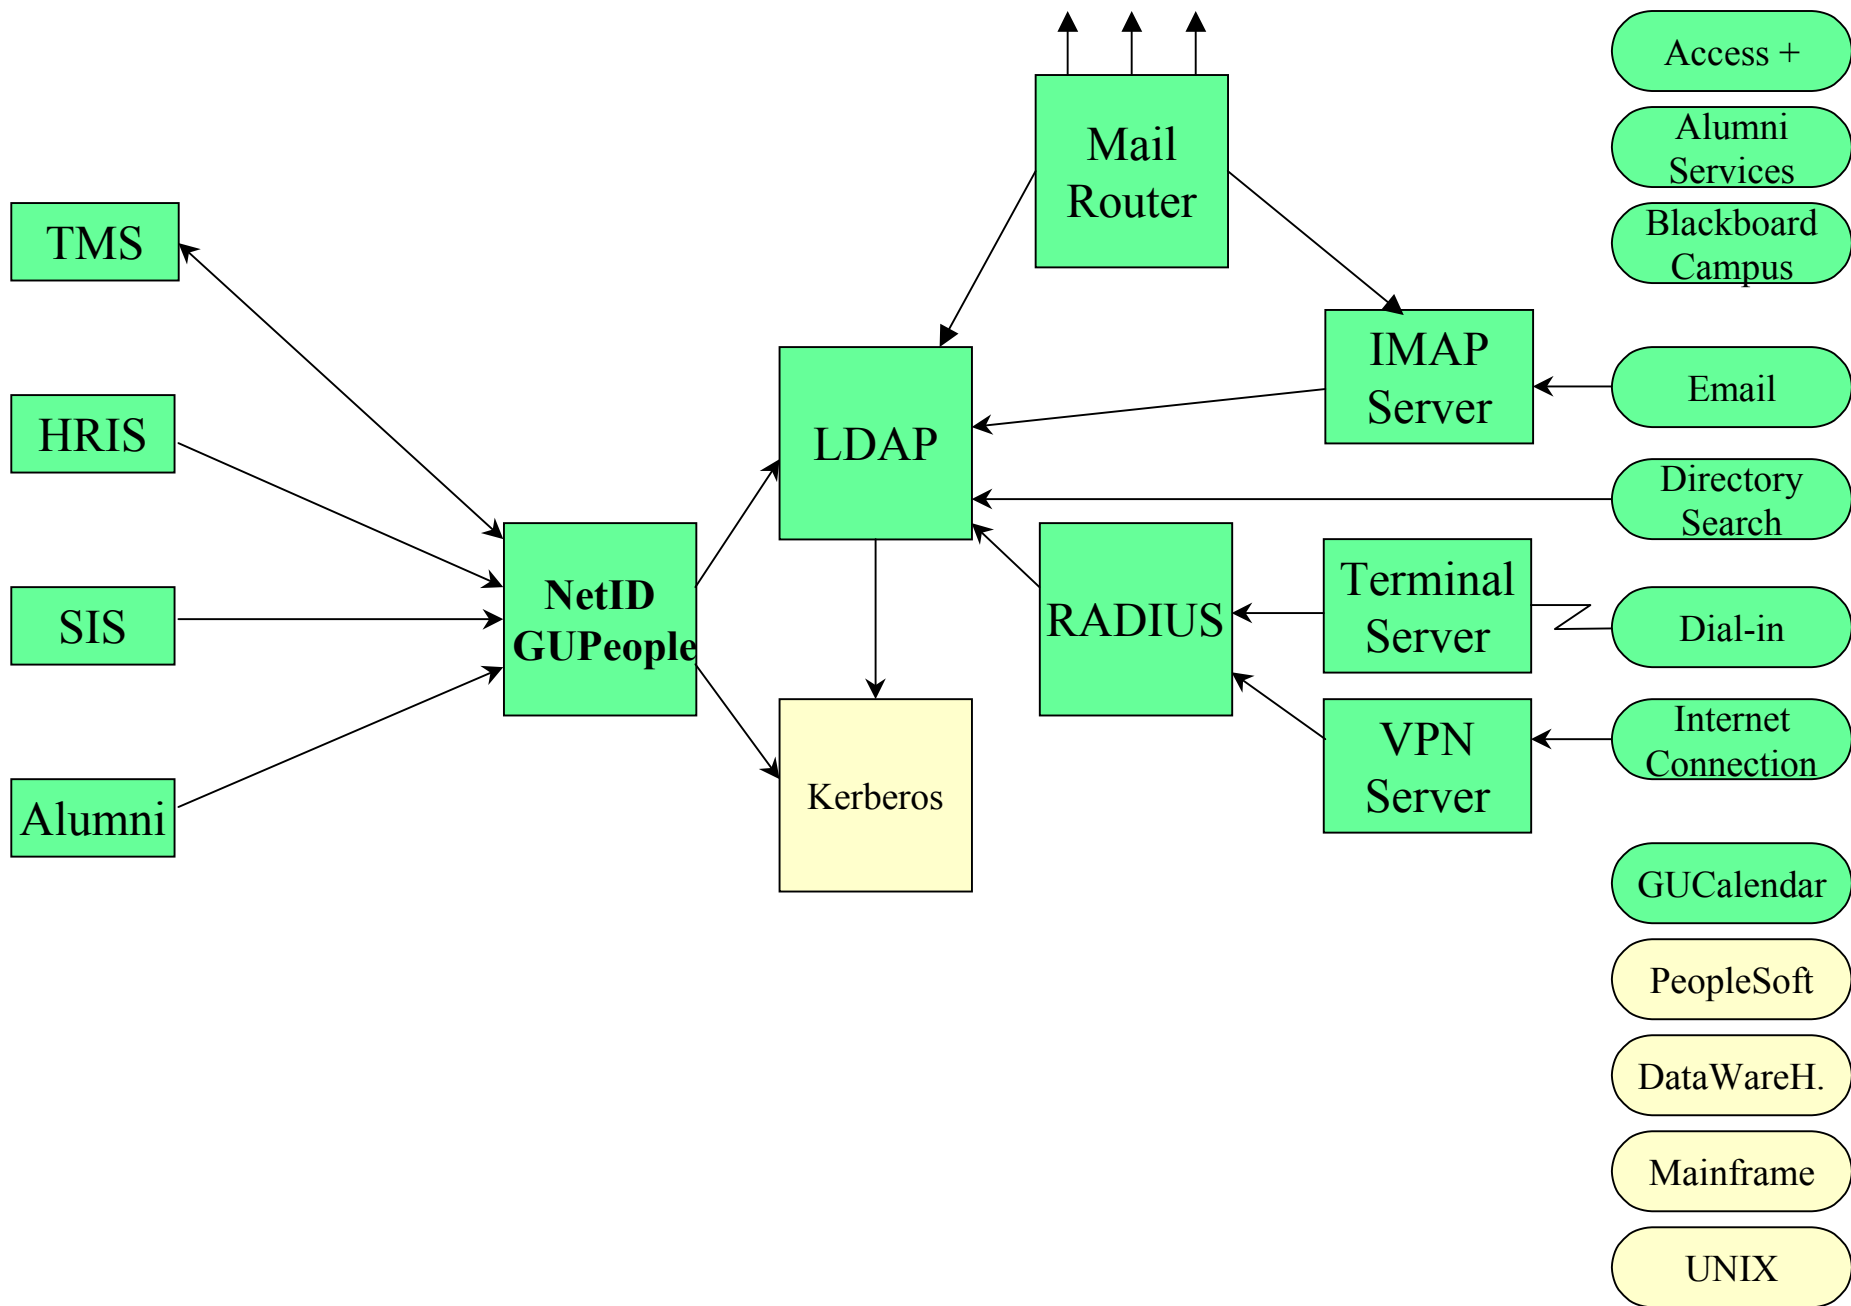 Access +
Mail
Router
Alumni
Services
Blackboard
Campus
TMS
IMAP
Server
Email
HRIS
LDAP
Directory
Search
NetID
GUPeople
RADIUS
Terminal
Server
Dial-in
SIS
Kerberos
VPN
Server
Internet
Connection
Alumni
GUCalendar
PeopleSoft
DataWareH.
Mainframe
UNIX